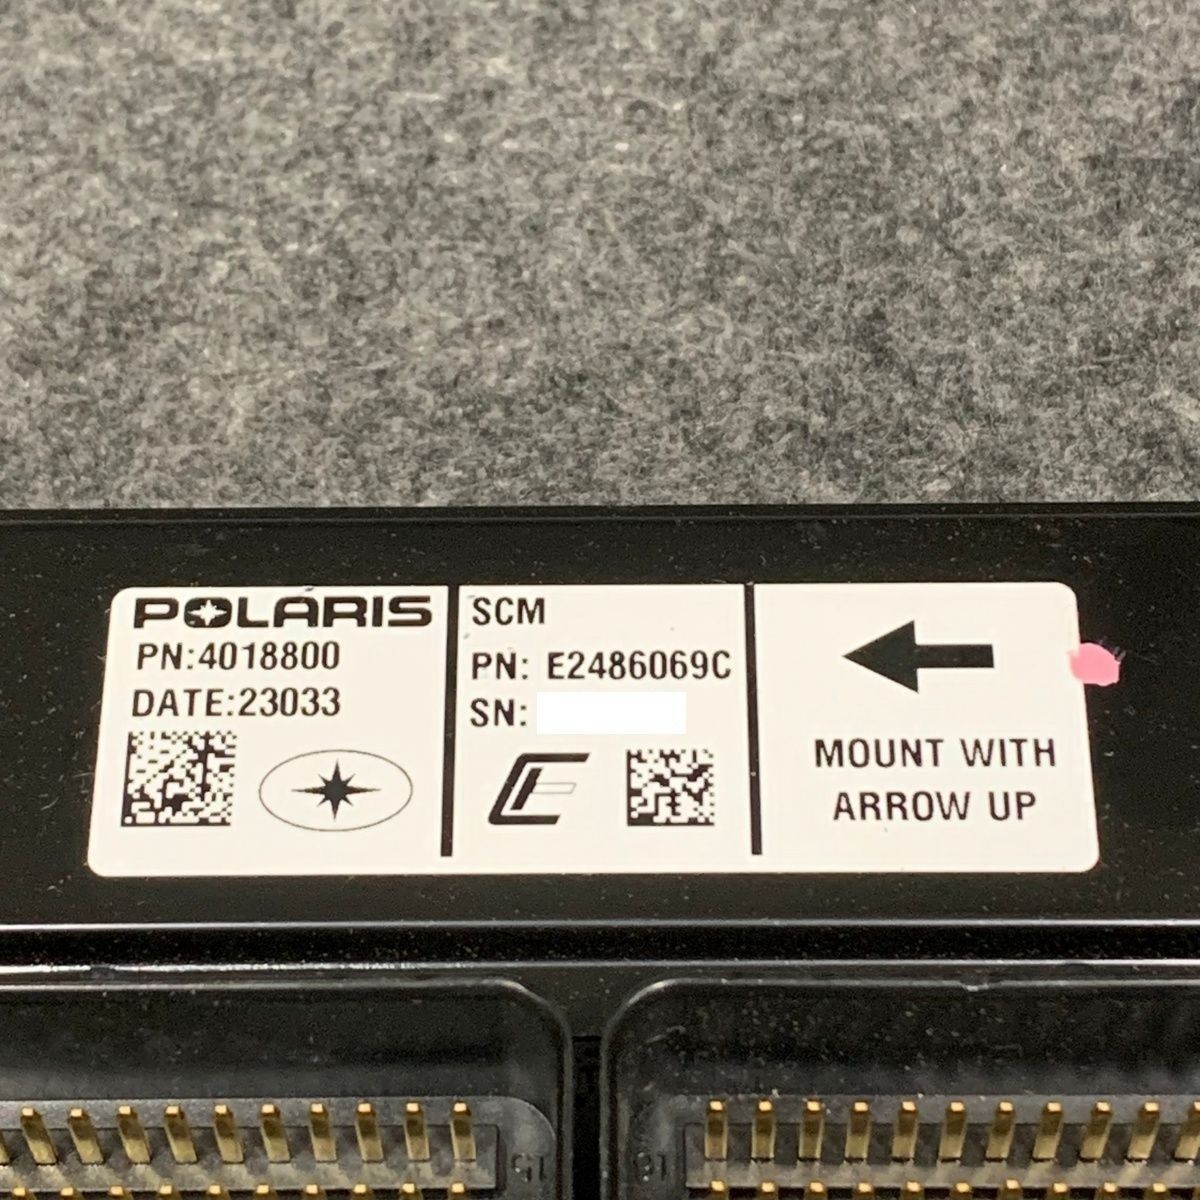 POLARIS
PN:4018800
DATE:23033
SCM
PN: E2486069C
SN:
MOUNT WITH
ARROW UP